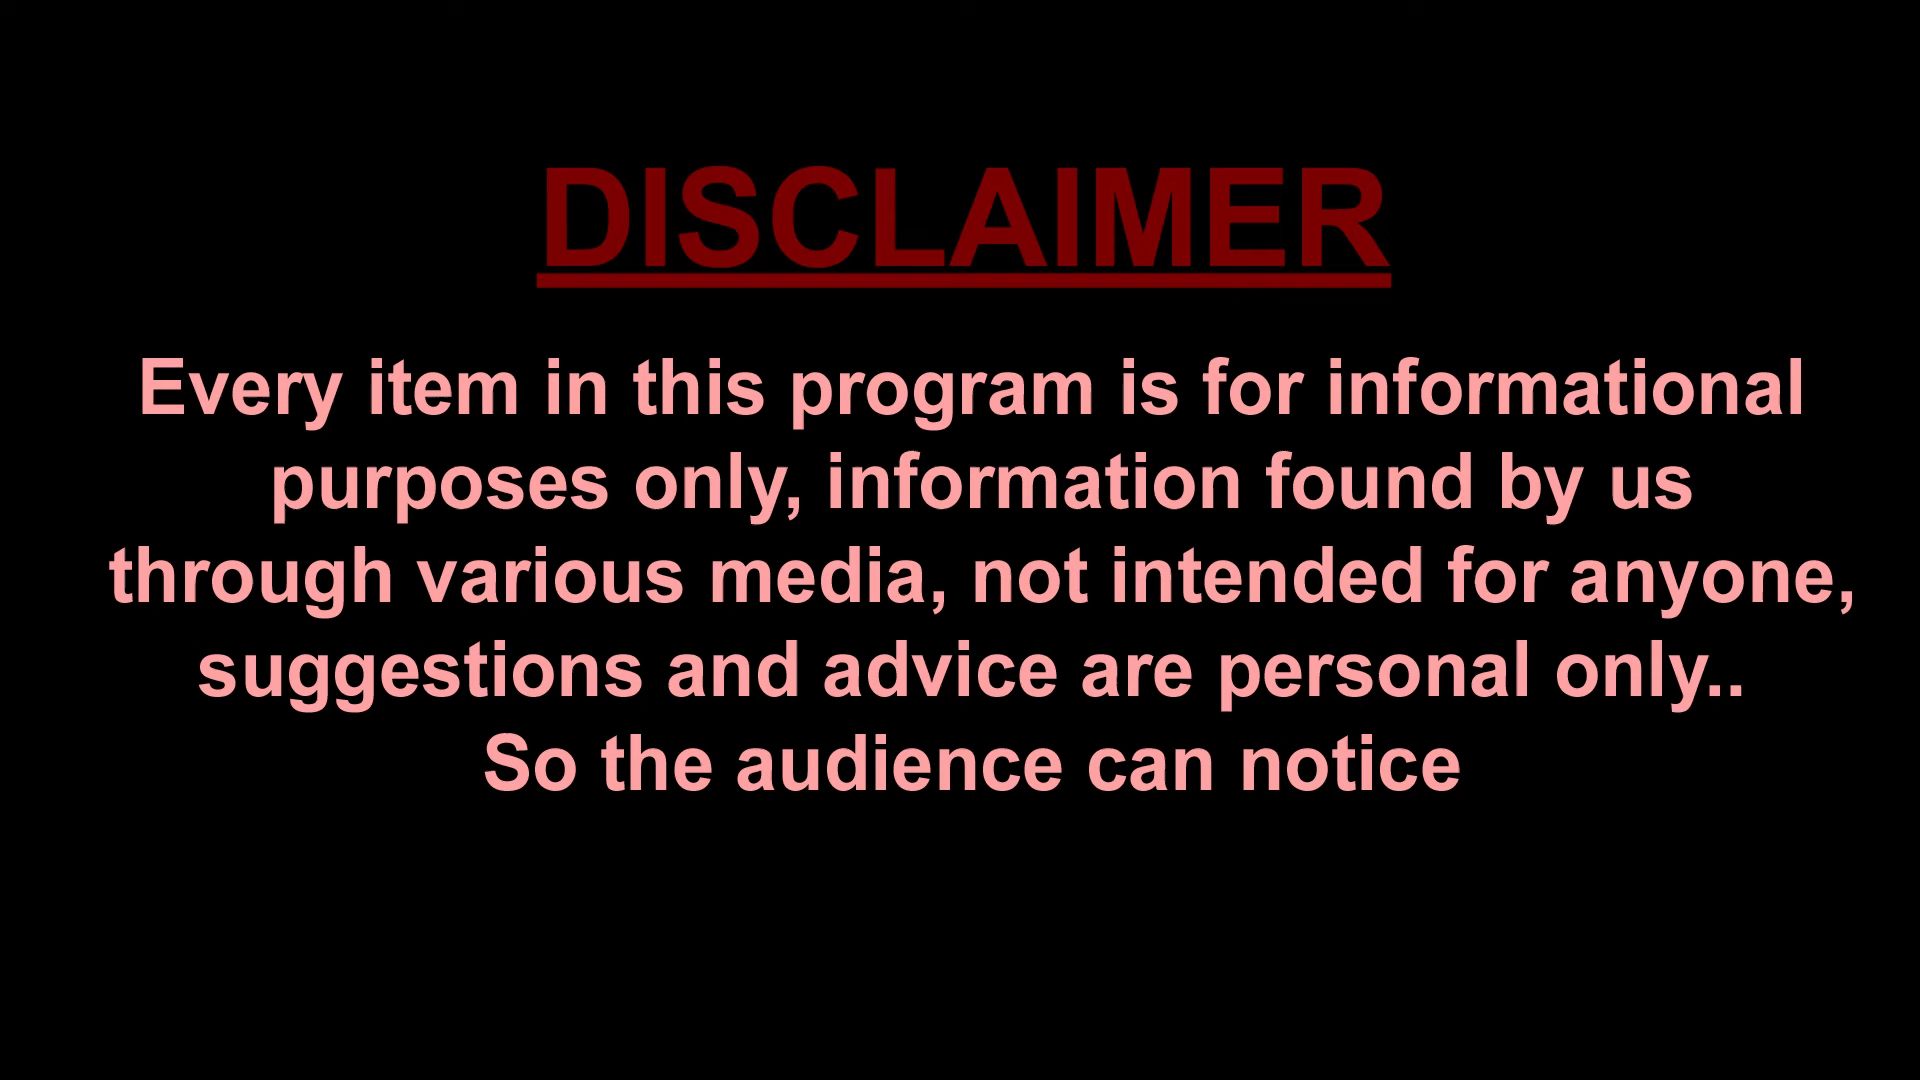 DISCLAIMER
Every item in this program is for informational
purposes only, information found by us
through various media, not intended for anyone,
suggestions and advice are personal only..
So the audience can notice